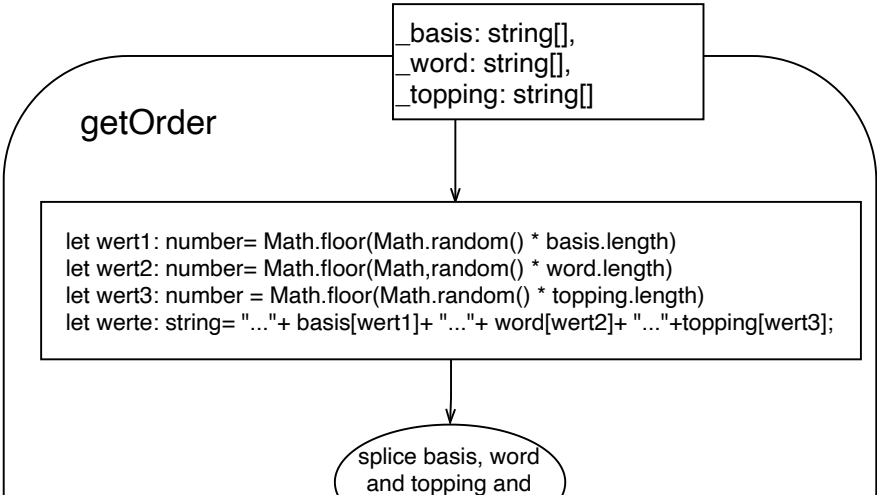 _basis: string[],
_word: string[],
_topping: string[]
getOrder
let wert1: number= Math.floor(Math.random() * basis.length)
let wert2: number= Math.floor(Math,random() * word.length)
let wert3: number = Math.floor(Math.random() * topping.length)
let werte: string= "..."+ basis[wert1]+ "..."+ word[wert2]+ "..."+topping[wert3];
splice basis, word
and topping and